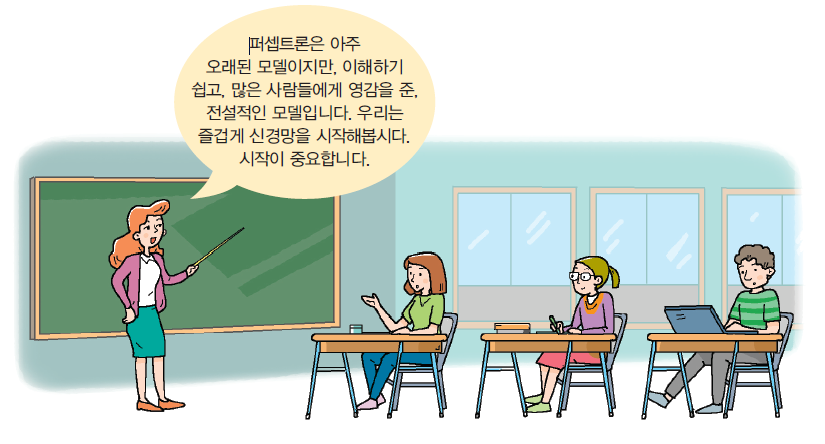 퍼셉트론은 아주
오래된 모델이지만, 이해하기
쉽고, 많은 사람들에게 영감을 준,
전설적인 모델입니다. 우리는
즐겁게 신경망을 시작해봅시다.
시작이 중요합니다.